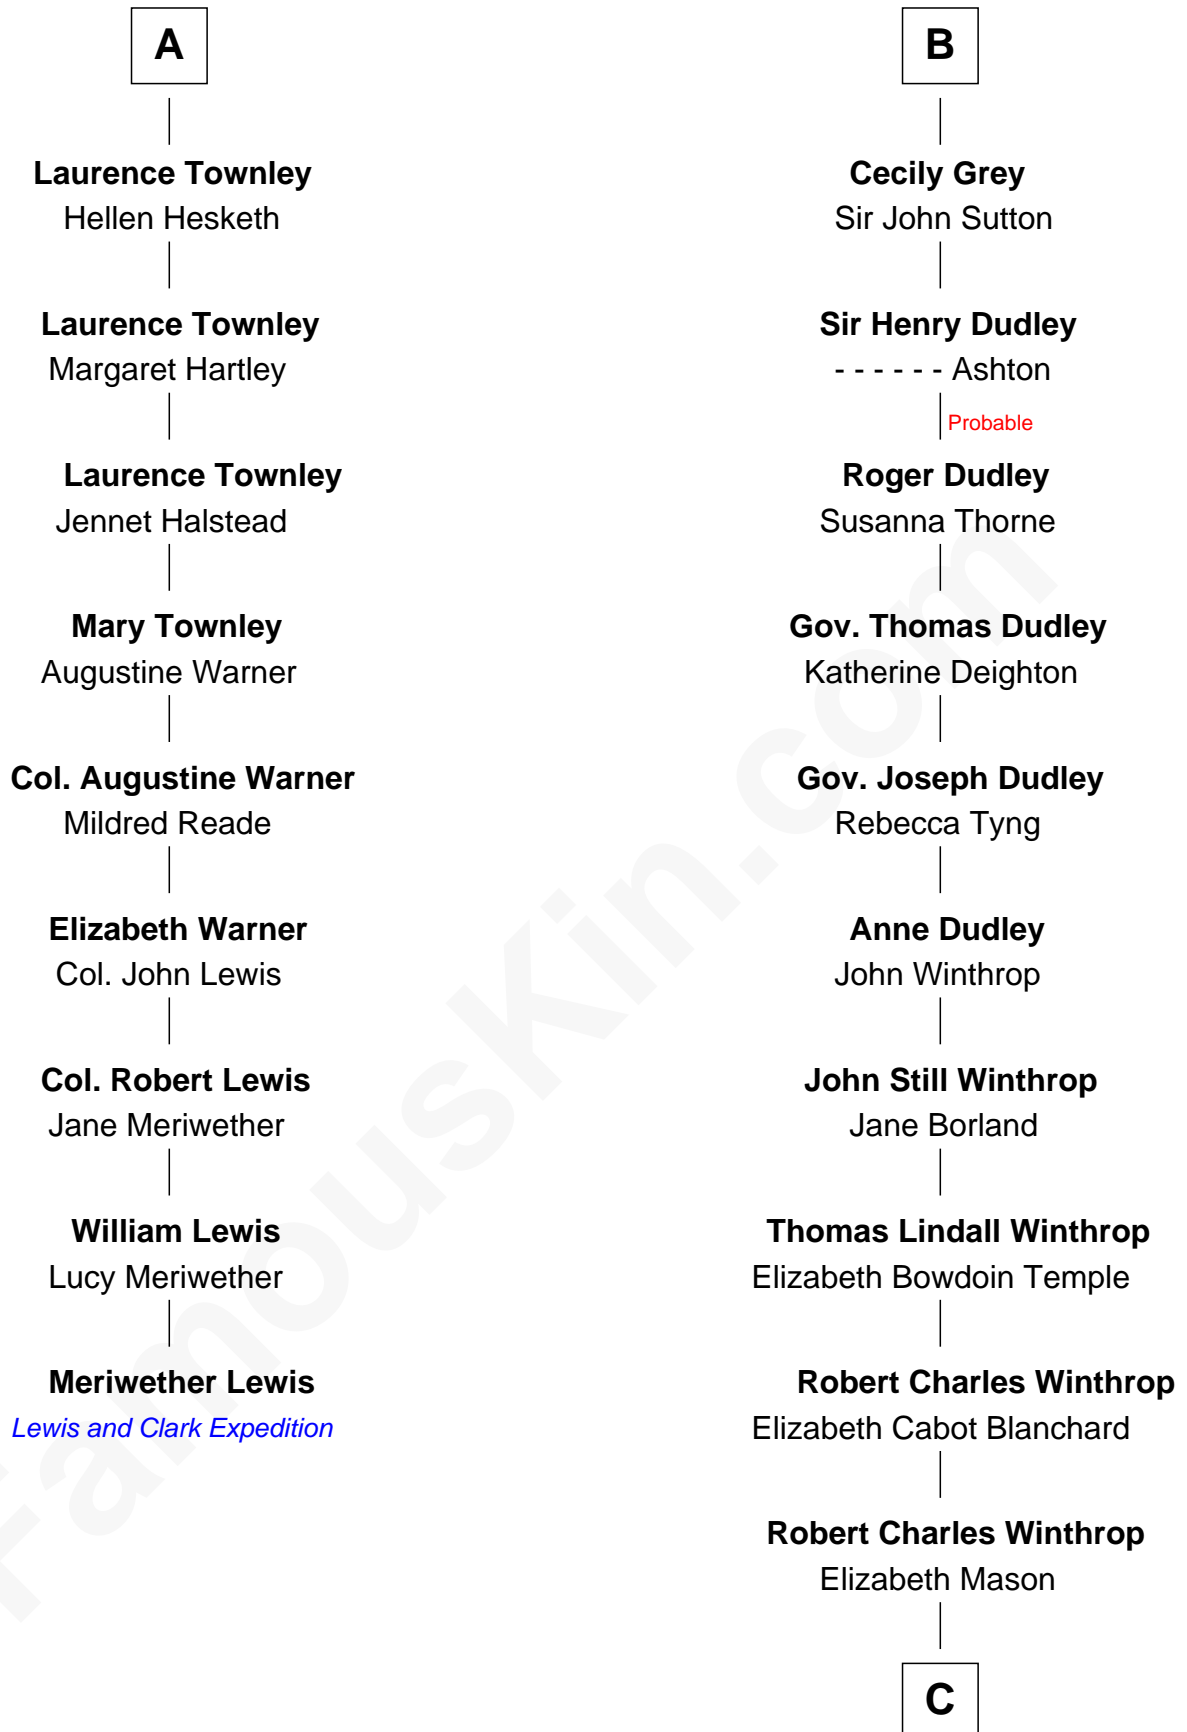 A
Laurence Townley
Hellen Hesketh
Laurence Townley
Margaret Hartley
Laurence Townley
Jennet Halstead
Mary Townley
Augustine Warner
Col. Augustine Warner
Mildred Reade
Elizabeth Warner
Col. John Lewis
Col. Robert Lewis
Jane Meriwether
William Lewis
Lucy Meriwether
Meriwether Lewis
Lewis and Clark Expedition
B
Cecily Grey
Sir John Sutton
Sir Henry Dudley
- - - - - - Ashton
Probable
Roger Dudley
Susanna Thorne
Gov. Thomas Dudley
Katherine Deighton
Gov. Joseph Dudley
Rebecca Tyng
Anne Dudley
John Winthrop
John Still Winthrop
Jane Borland
Thomas Lindall Winthrop
Elizabeth Bowdoin Temple
Robert Charles Winthrop
Elizabeth Cabot Blanchard
Robert Charles Winthrop
Elizabeth Mason
C
FamousKin.com